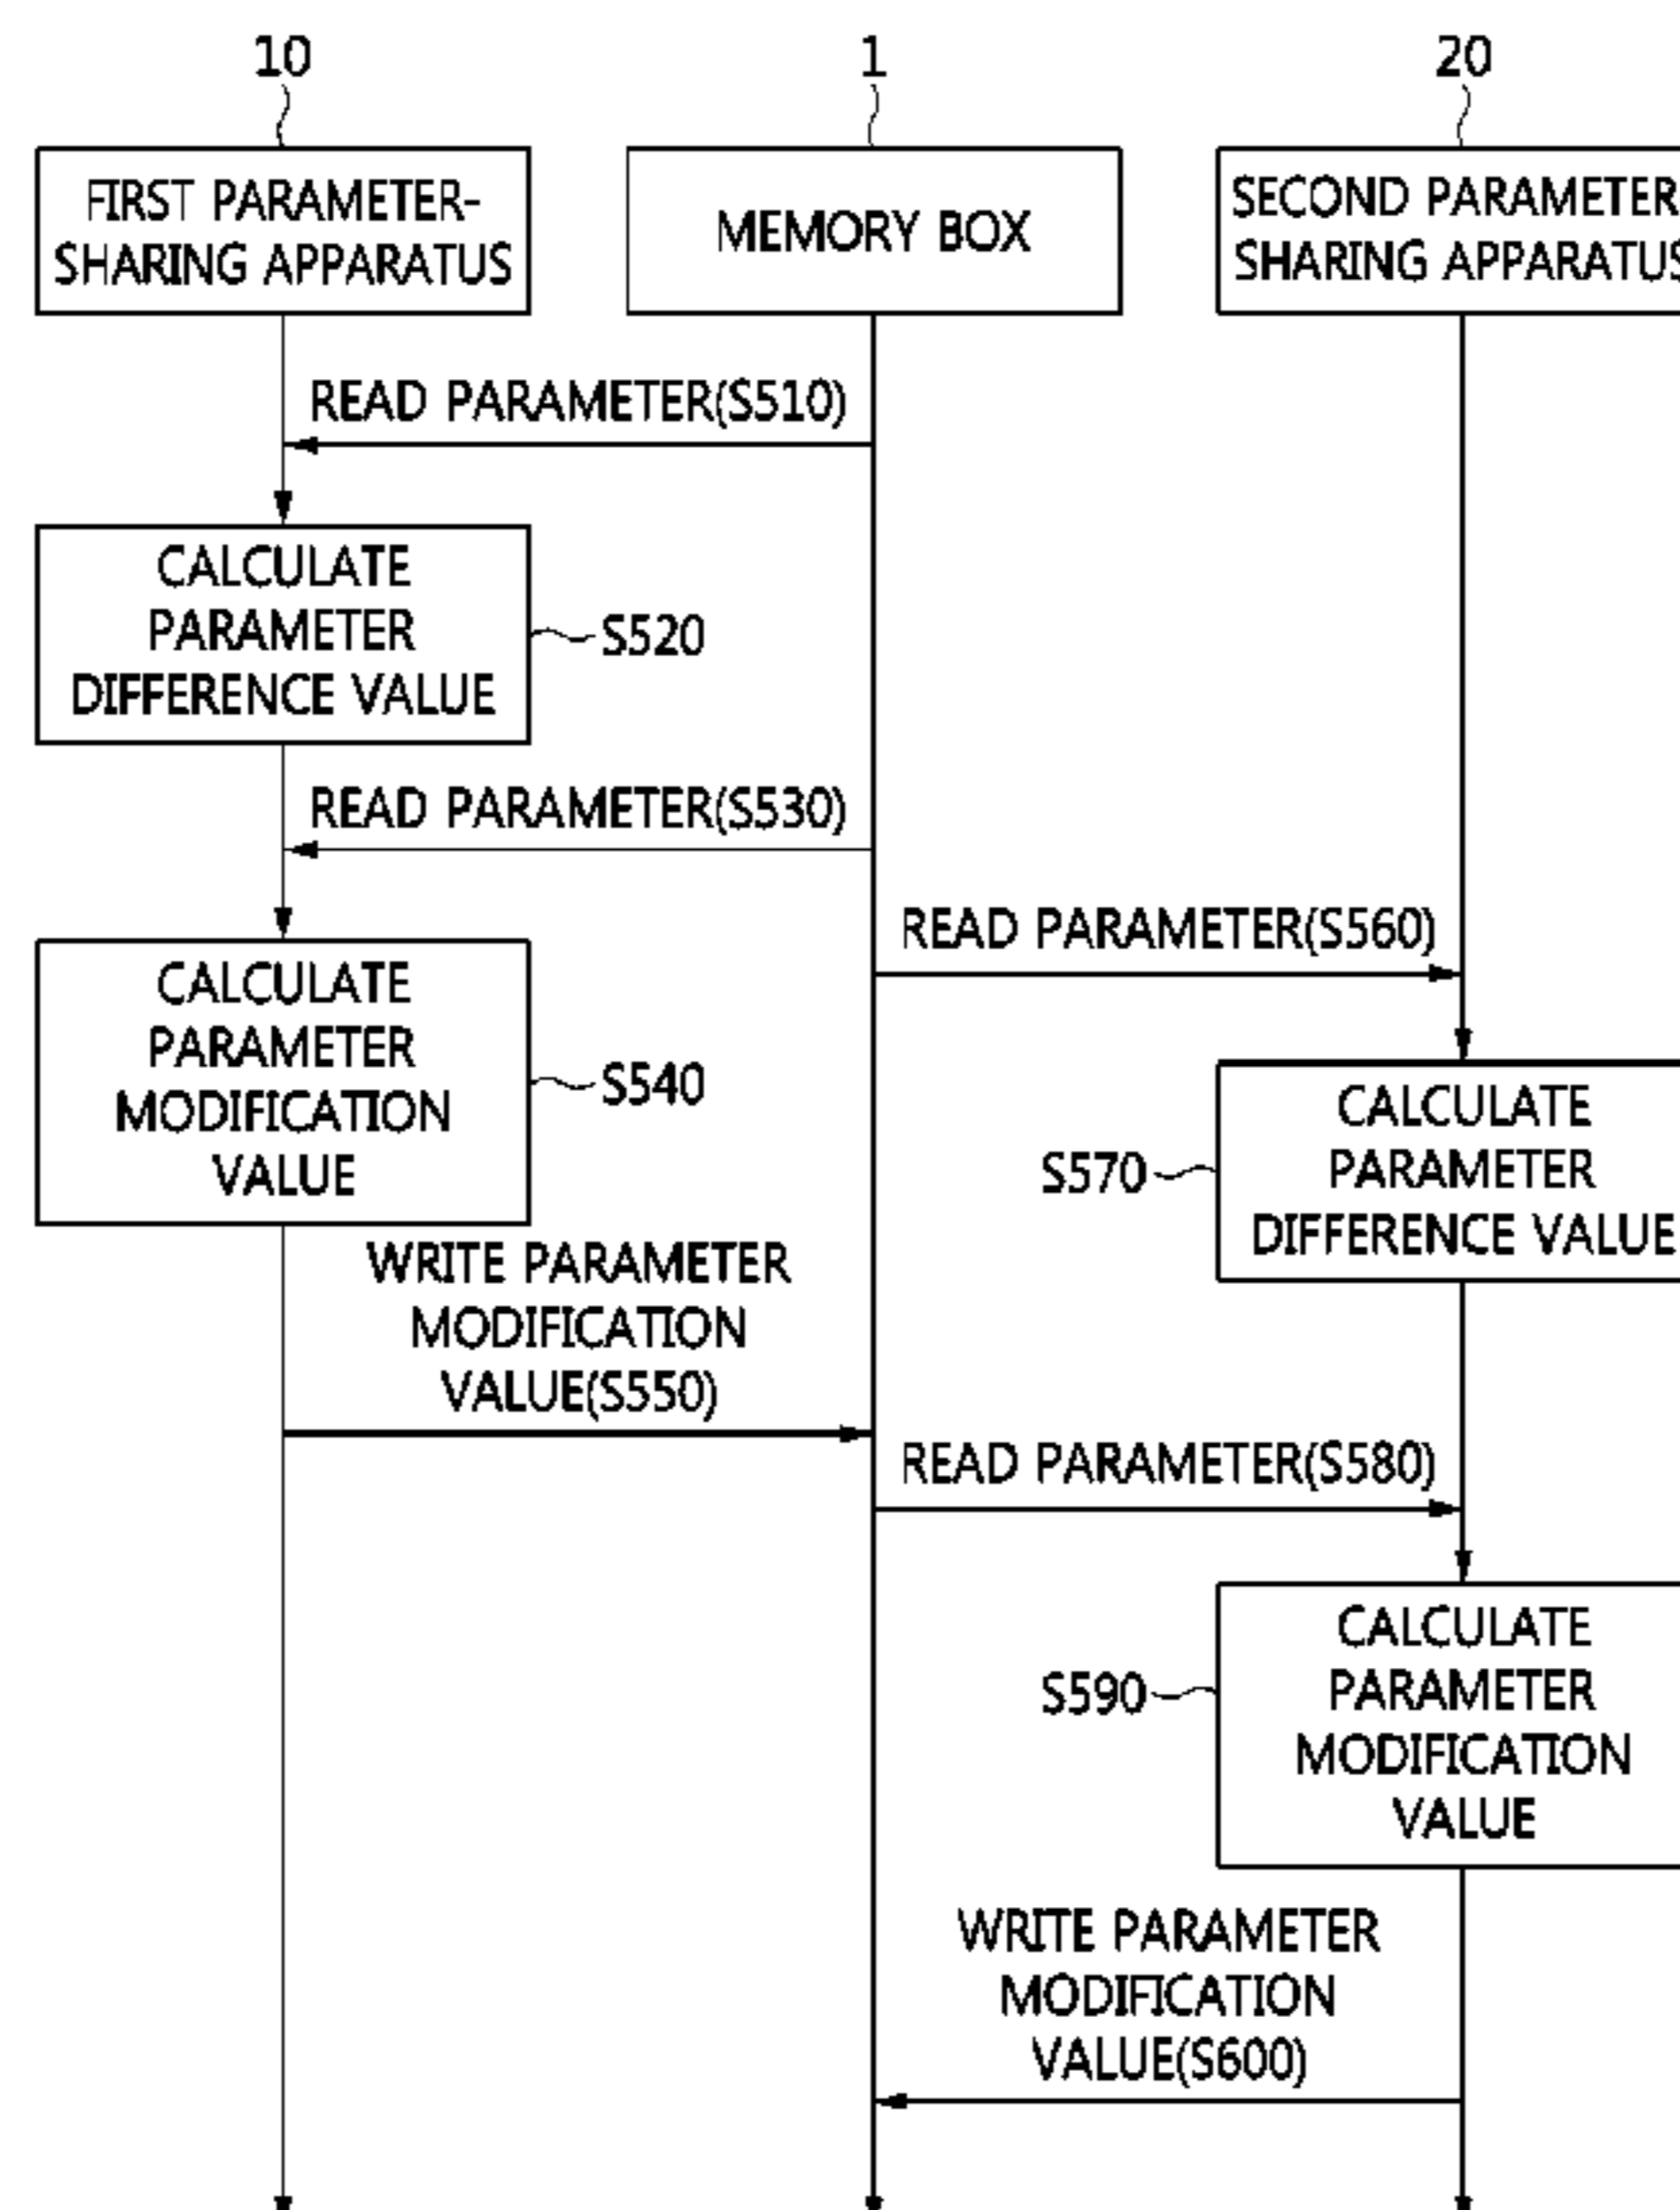 10
1
20
FIRST PARAMETER-
SHARING APPARATUS
MEMORY BOX
SECOND PARAMETER
SHARING APPARATUS
READ PARAMETER(S510)
CALCULATE
PARAMETER
DIFFERENCE VALUE
S520
READ PARAMETER(S530)
READ PARAMETER(S560)
CALCULATE
PARAMETER
MODIFICATION
VALUE
S540
S570
CALCULATE
PARAMETER
DIFFERENCE VALUE
WRITE PARAMETER
MODIFICATION
VALUE(S550)
READ PARAMETER(S580)
S590
CALCULATE
PARAMETER
MODIFICATION
VALUE
WRITE PARAMETER
MODIFICATION
VALUE(S600)